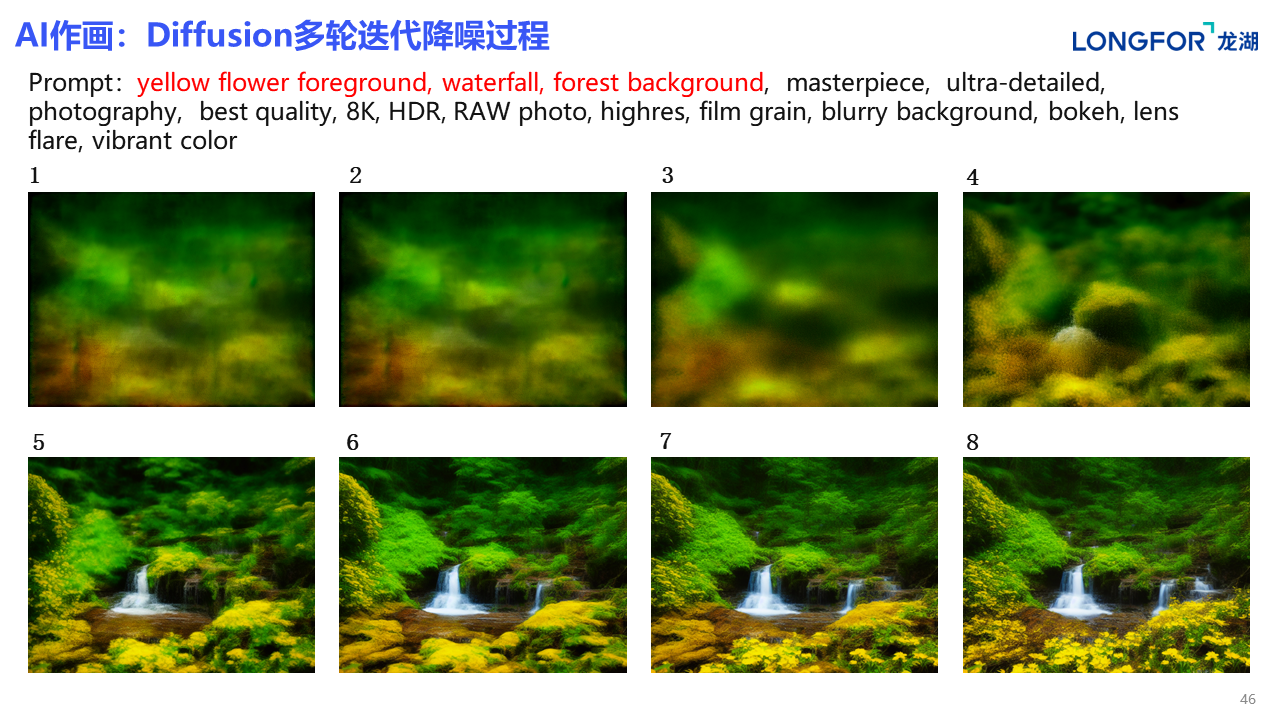 AI作画：Diffusion多轮迭代降噪过程
LONGFOR 龙湖
Prompt：yellow flower foreground, waterfall, forest background,  masterpiece,  ultra-detailed,
photography,  best quality, 8K, HDR, RAW photo, highres, film grain, blurry background, bokeh, lens
flare, vibrant color
1 2 3 4
5 6 7 8
46